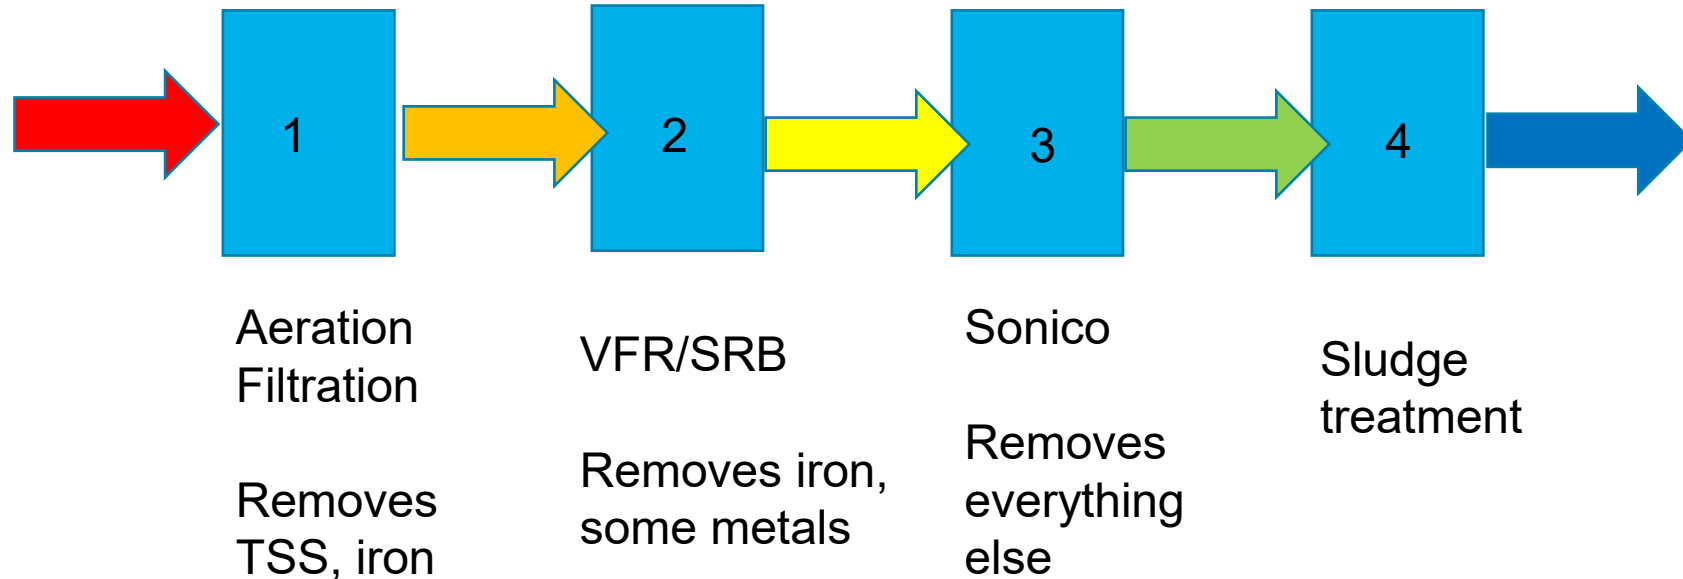 1
2
3
4
Aeration
Filtration
Removes
TSS, iron
VFR/SRB
Removes iron,
some metals
Sonico
Removes
everything
else
Sludge
treatment